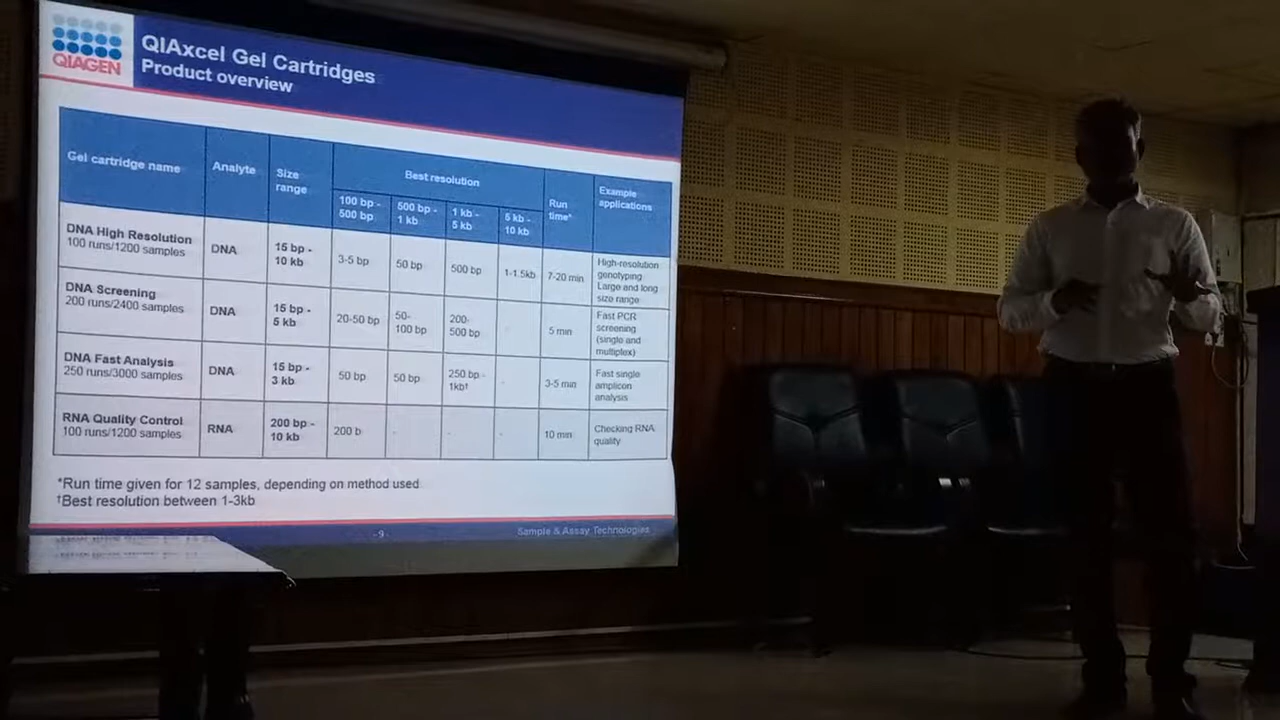 QIAGEN
QIAxcel Gel Cartridges
Product overview
Gel cartridge name
Analyte
Size
range
Best resolution
100 bp -
500 bp
500 bp -
1 kb
1 kb -
5 kb
5 kb -
10 kb
Run
time*
Example
applications
DNA High Resolution
100 runs/1200 samples
DNA
15 bp -
10 kb
3-5 bp
50 bp
500 bp
1-1.5kb
7-20 min
High-resolution
genotyping
Large and long
size range
DNA Screening
200 runs/2400 samples
DNA
15 bp -
5 kb
20-50 bp
50-
100 bp
200-
500 bp
-
5 min
Fast PCR
screening
(single and
multiplex)
DNA Fast Analysis
250 runs/3000 samples
DNA
15 bp -
3 kb
50 bp
50 bp
250 bp -
1kb†
-
3-5 min
Fast single
amplicon
analysis
RNA Quality Control
100 runs/1200 samples
RNA
200 bp -
10 kb
200 b
-
-
-
10 min
Checking RNA
quality
*Run time given for 12 samples, depending on method used
†Best resolution between 1-3kb
- 9 -
Sample & Assay Technologies